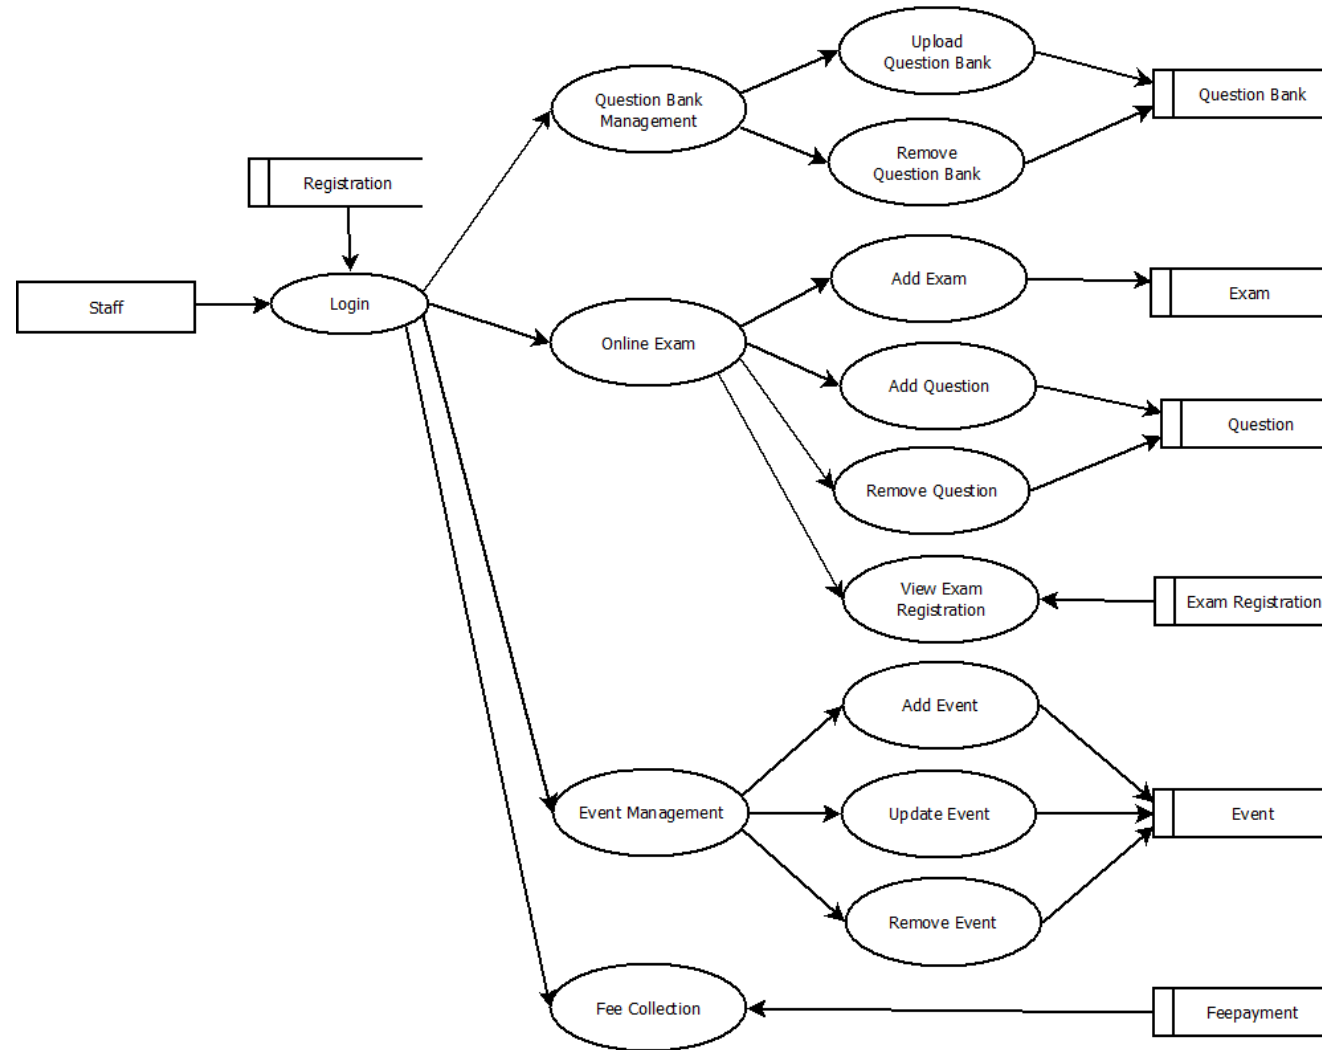 Upload
Question Bank
Question Bank
Management
Question Bank
Remove
Question Bank
Registration
Add Exam
Exam
Staff
Login
Online Exam
Add Question
Question
Remove Question
View Exam
Registration
Exam Registration
Add Event
Event Management
Update Event
Event
Remove Event
Fee Collection
Feepayment